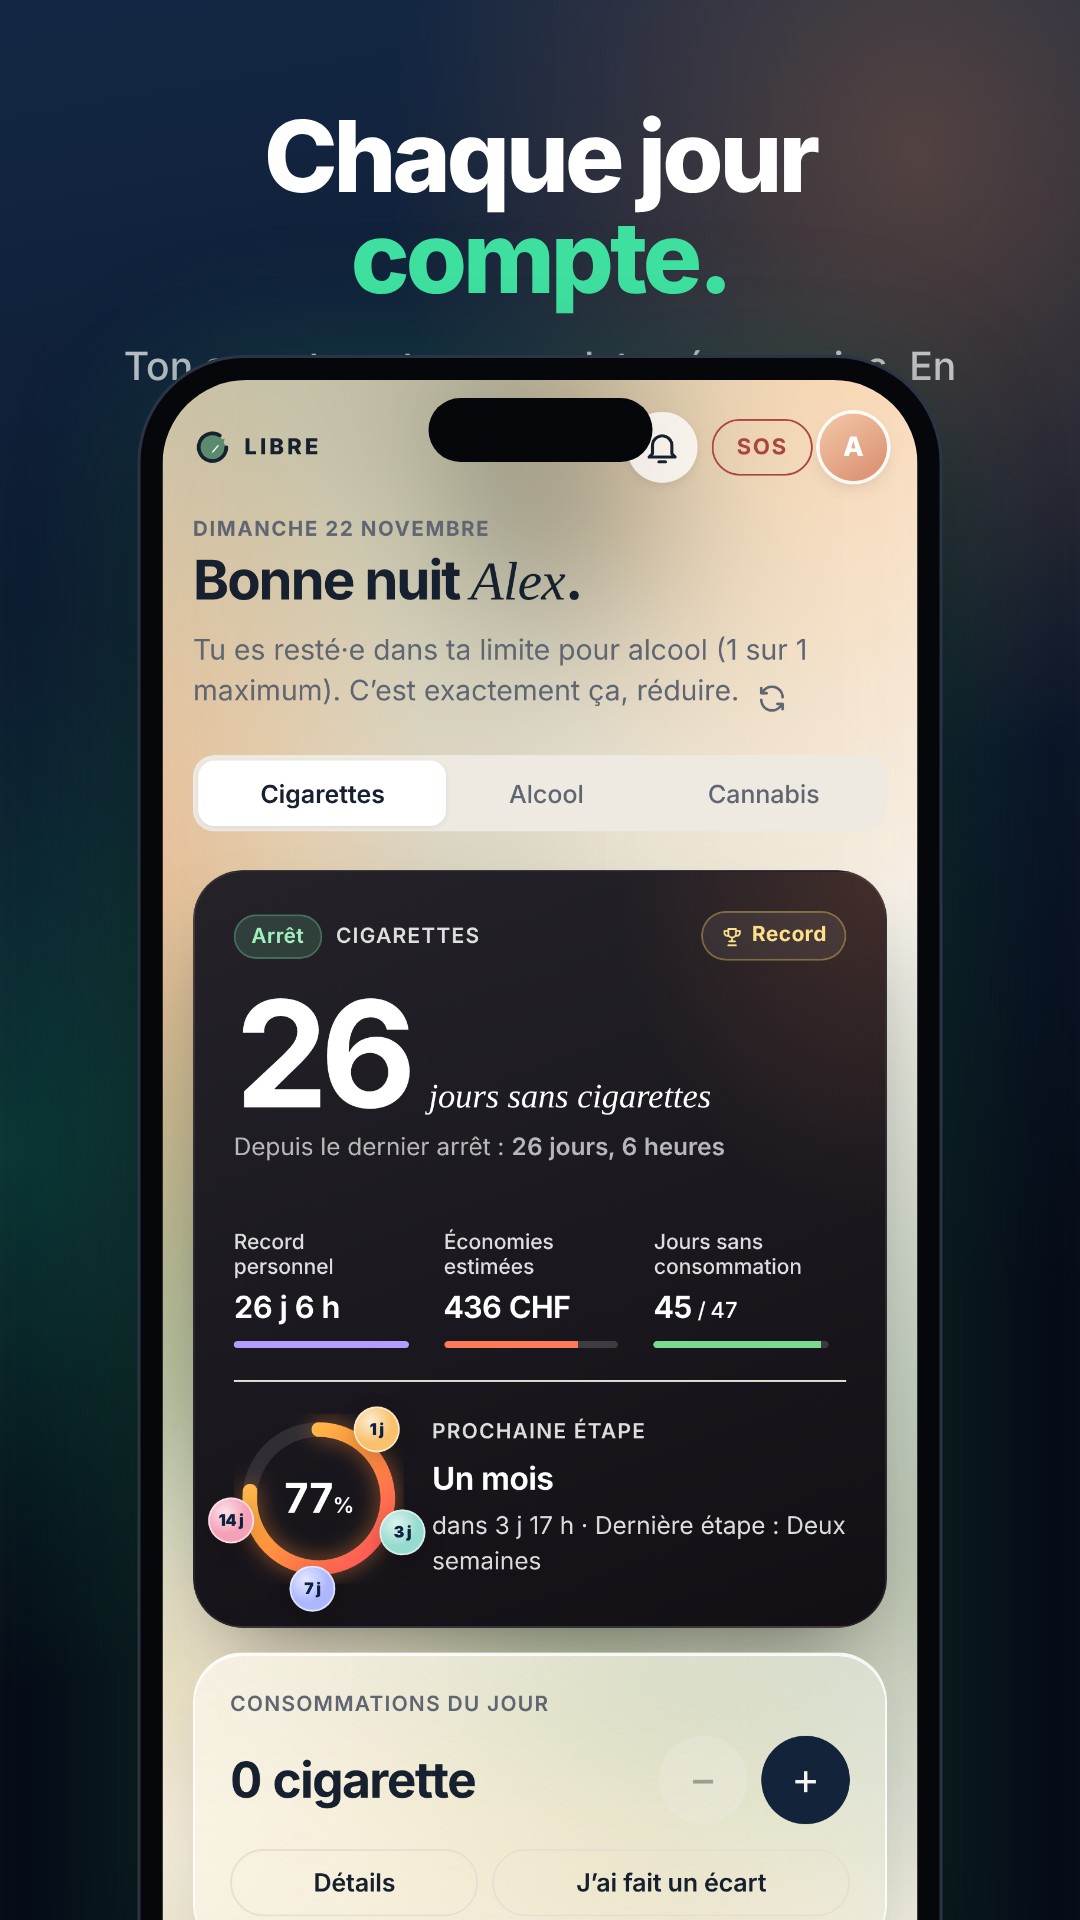 Chaque jour
compte.
Ton En
LIBRE
SOS
A
DIMANCHE 22 NOVEMBRE
Bonne nuit Alex.
Tu es resté·e dans ta limite pour alcool (1 sur 1
maximum). C’est exactement ça, réduire.
Cigarettes
Alcool
Cannabis
Arrêt
CIGARETTES
Record
26 jours sans cigarettes
Depuis le dernier arrêt : 26 jours, 6 heures
Record
personnel
26 j 6 h
Économies
estimées
436 CHF
Jours sans
consommation
45 / 47
77%
1 j
3 j
7 j
14 j
PROCHAINE ÉTAPE
Un mois
dans 3 j 17 h · Dernière étape : Deux
semaines
CONSOMMATIONS DU JOUR
0 cigarette
−
+
Détails
J’ai fait un écart